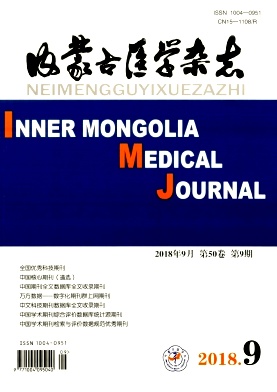 ISSN 1004-0951
CN15-1108/R
内蒙古医学杂志
NEIMENGGUYIXUEZAZHI
INNER MONGOLIA
MEDICAL
JOURNAL
2018年9月 第50卷 第9期
全国优秀科技期刊
中国核心期刊（遴选）
中国期刊全文数据库全文收录期刊
万方数据——数字化期刊群上网期刊
中文科技期刊数据库全文收录期刊
中国学术期刊综合评价数据库统计源期刊
中国学术期刊检索与评价数据规范优秀期刊
ISSN 1004-0951
09>
9 771004 095040
2018.9